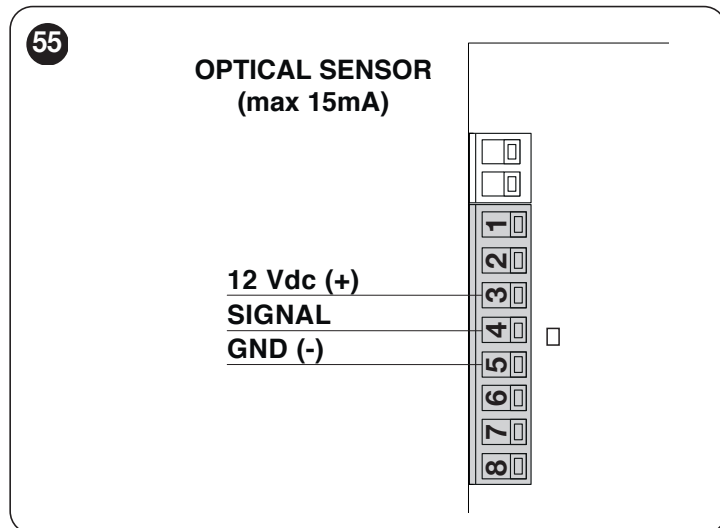 55
OPTICAL SENSOR
(max 15mA)
1
2
12 Vdc (+)
3
SIGNAL
4
GND (-)
5
6
7
8